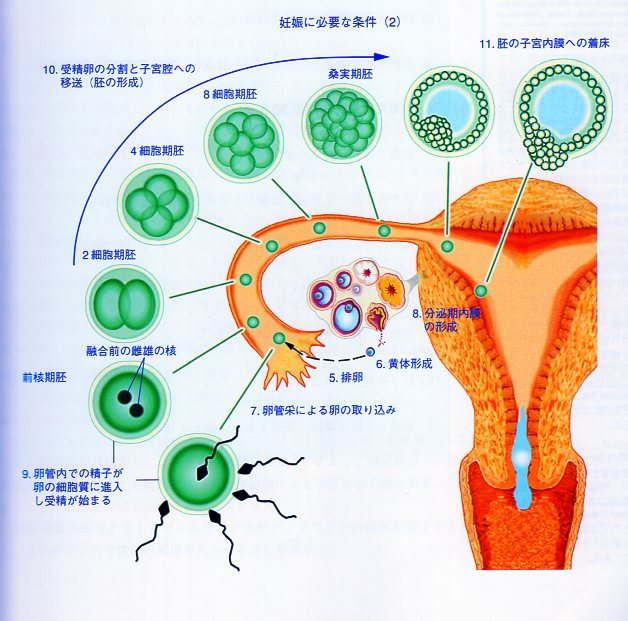 妊娠に必要な条件(2)
11. 胚の子宮内膜への着床
10. 受精卵の分割と子宮腔への
移送(胚の形成)
桑実期胚
8細胞期胚
4細胞期胚
2細胞期胚
融合前の雌雄の核
前核期胚
8. 分泌期内膜
の形成
6. 黄体形成
5. 排卵
7. 卵管采による卵の取り込み
9. 卵管内での精子が
卵の細胞質に進入
し受精が始まる